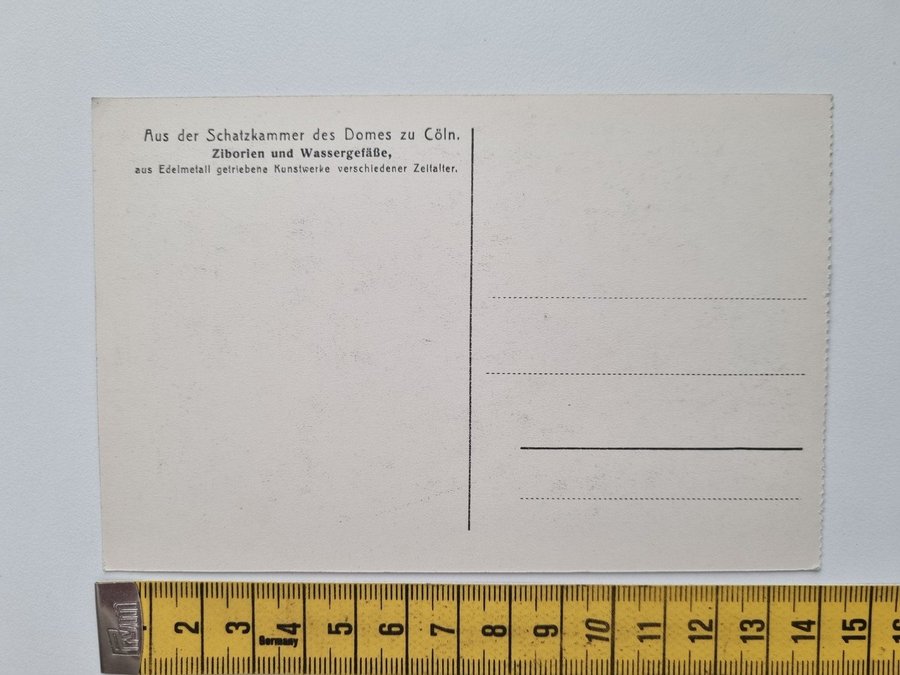 Aus der Schatzkammer des Domes zu Cöln.
Ziborien und Wassergefäße,
aus Edelmetall getriebene Kunstwerke verschiedener Zeitalter.
2 3 4 5 6 7 8 9 10 11 12 13 14 15 16
Germany